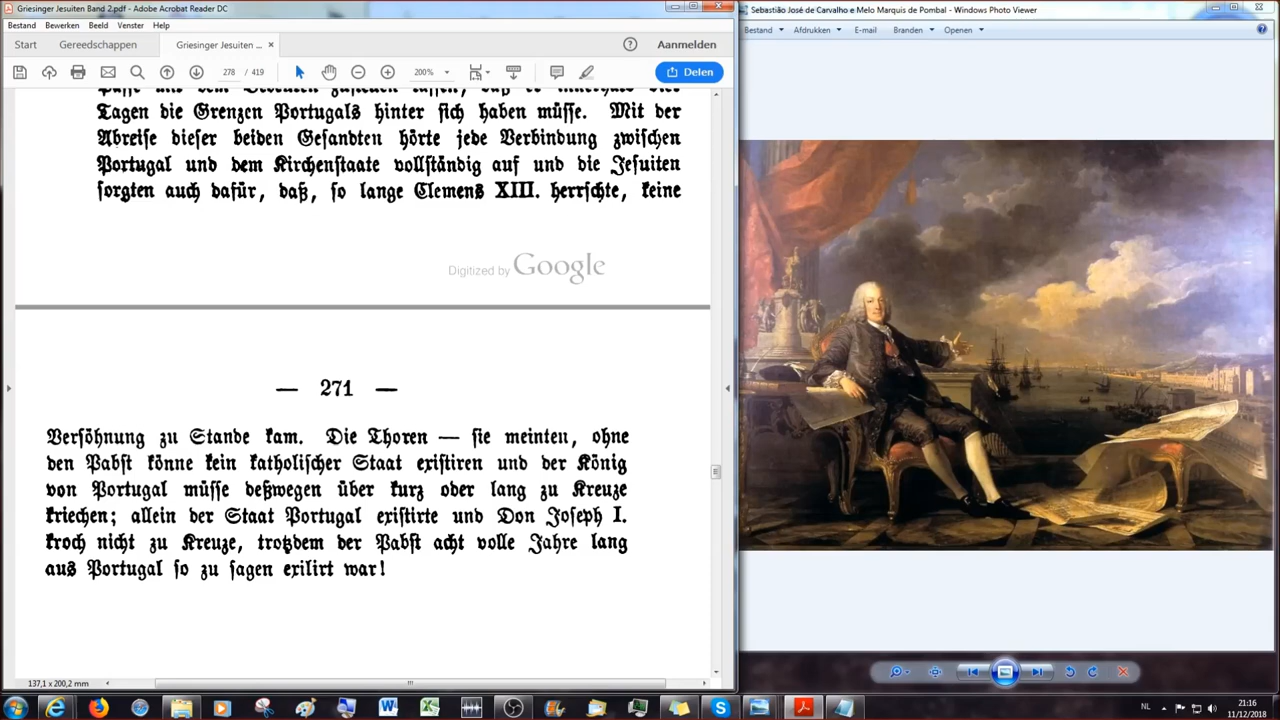 Griesinger Jesuiten Band 2.pdf - Adobe Acrobat Reader DC
Bestand Bewerken Beeld Venster Help
Start Gereedschappen Griesinger Jesuiten ... × Aanmelden
278 / 419 200% Delen
Tagen die Grenzen Portugals hinter sich haben müsse. Mit der
Abreise dieser beiden Gesandten hörte jede Verbindung zwischen
Portugal und dem Kirchenstaate vollständig auf und die Jesuiten
sorgten auch dafür, daß, so lange Clemens XIII. herrschte, keine
Digitized by Google
— 271 —
Versöhnung zu Stande kam. Die Thoren — sie meinten, ohne
den Pabst könne kein katholischer Staat existiren und der König
von Portugal müsse deßwegen über kurz oder lang zu Kreuze
kriechen; allein der Staat Portugal existirte und Don Joseph I.
kroch nicht zu Kreuze, trotzdem der Pabst acht volle Jahre lang
aus Portugal so zu sagen exilirt war!
137,1 x 200,2 mm
Sebastião José de Carvalho e Melo Marquis de Pombal - Windows Photo Viewer
Bestand Afdrukken E-mail Branden Openen
NL
21:16
11/12/2018